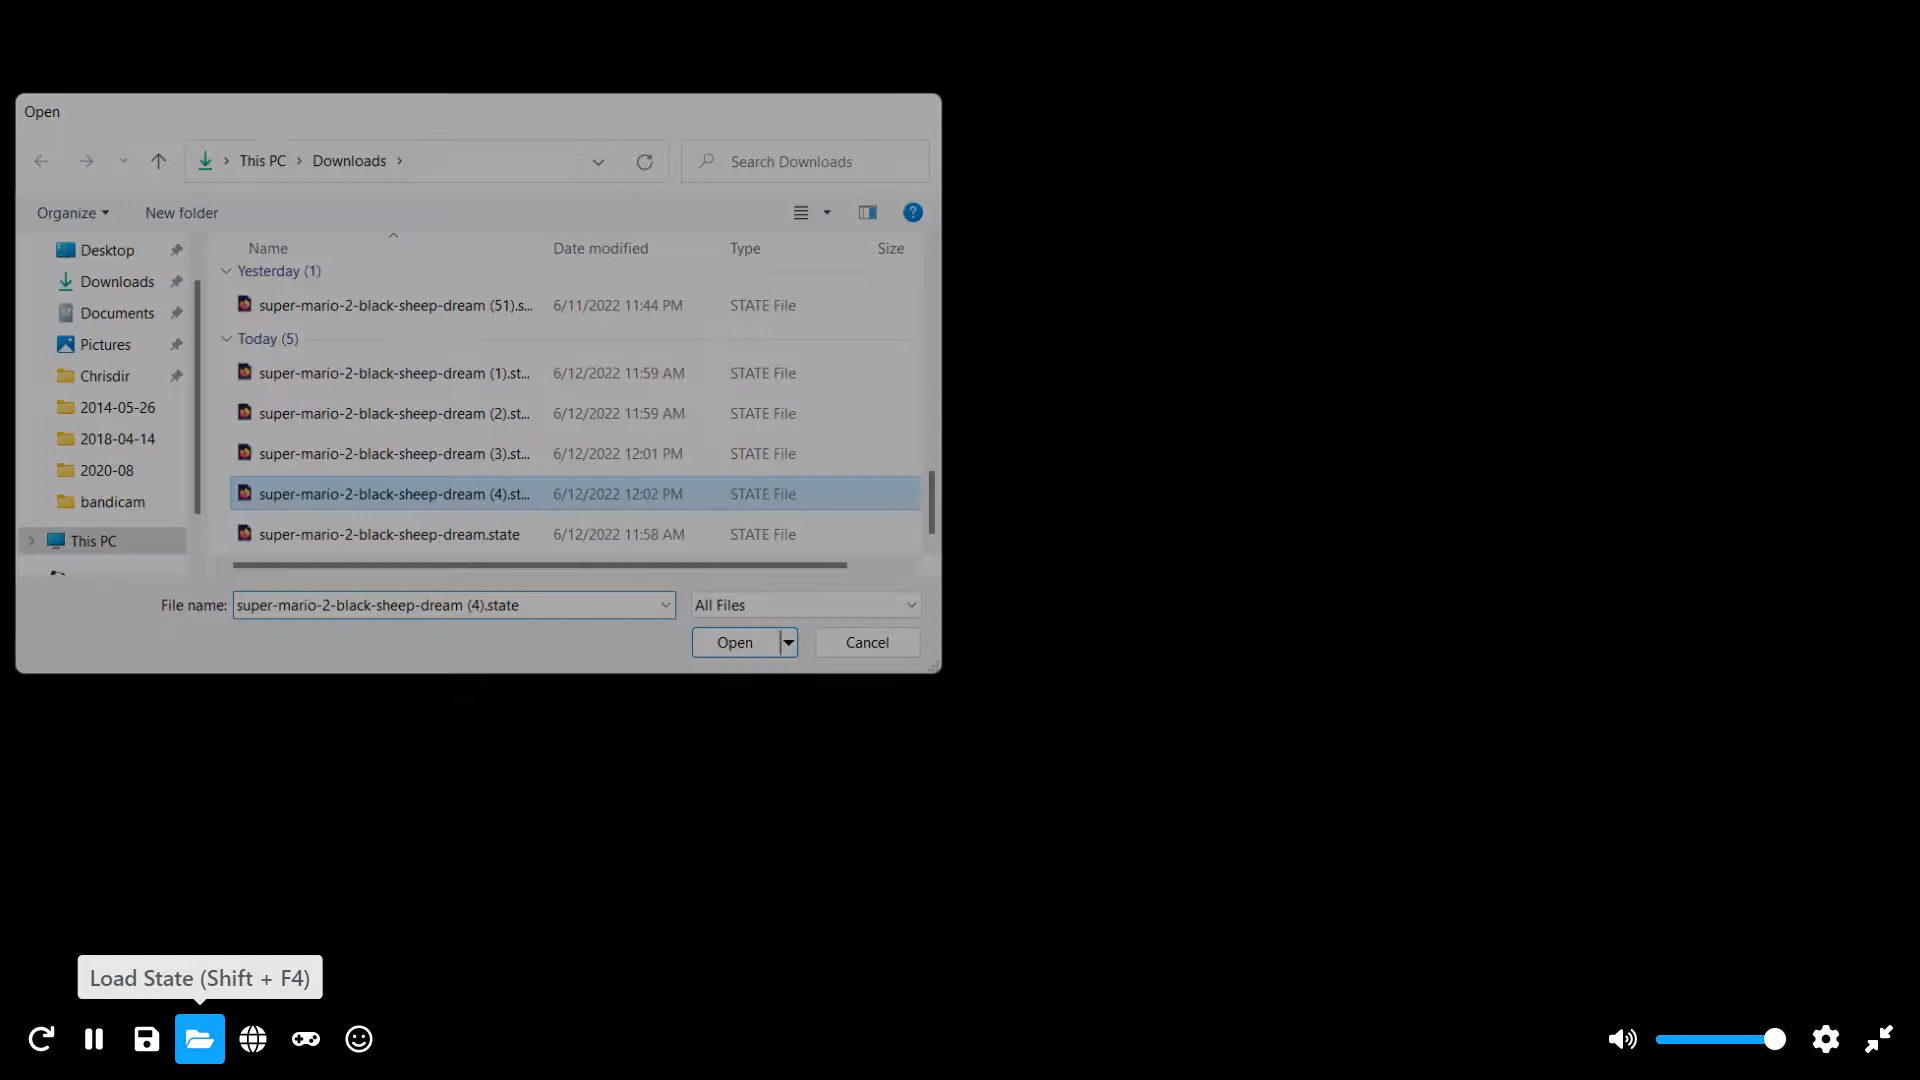 Open
This PC
Downloads
Search Downloads
Organize
New folder
?
Name
Date modified
Type
Size
Desktop
Downloads
Documents
Pictures
Chrisdir
2014-05-26
2018-04-14
2020-08
bandicam
This PC
Yesterday (1)
super-mario-2-black-sheep-dream (51).s... 6/11/2022 11:44 PM STATE File
Today (5)
super-mario-2-black-sheep-dream (1).st... 6/12/2022 11:59 AM STATE File
super-mario-2-black-sheep-dream (2).st... 6/12/2022 11:59 AM STATE File
super-mario-2-black-sheep-dream (3).st... 6/12/2022 12:01 PM STATE File
super-mario-2-black-sheep-dream (4).st... 6/12/2022 12:02 PM STATE File
super-mario-2-black-sheep-dream.state 6/12/2022 11:58 AM STATE File
File name: super-mario-2-black-sheep-dream (4).state
All Files
Open
Cancel
Load State (Shift + F4)